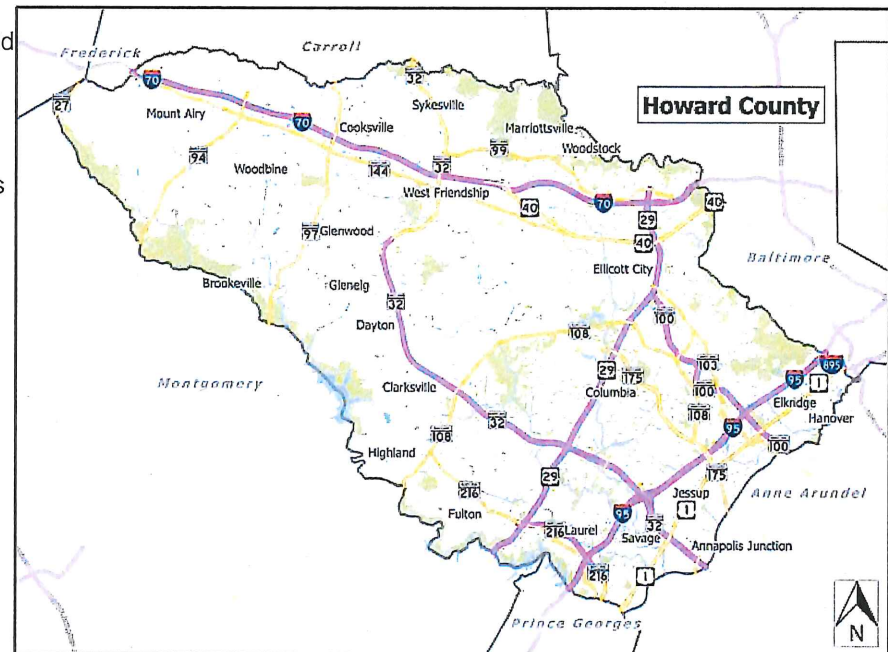 d
s
Frederick
Carroll
Howard County
70
32
27
Mount Airy
Sykesville
70
Cooksville
Marriottsville
99
Woodstock
94
Woodbine
144
32
West Friendship
70
40
40
29
97
Glenwood
40
Ellicott City
Baltimore
Brookeville
Glenelg
32
100
Dayton
108
103
895
29
175
95
1
Montgomery
Clarksville
Columbia
100
Elkridge
108
Hanover
32
108
95
100
Highland
29
175
216
Jessup
Anne Arundel
Fulton
95
1
216
Laurel
32
Savage
Annapolis Junction
216
1
Prince Georges
N